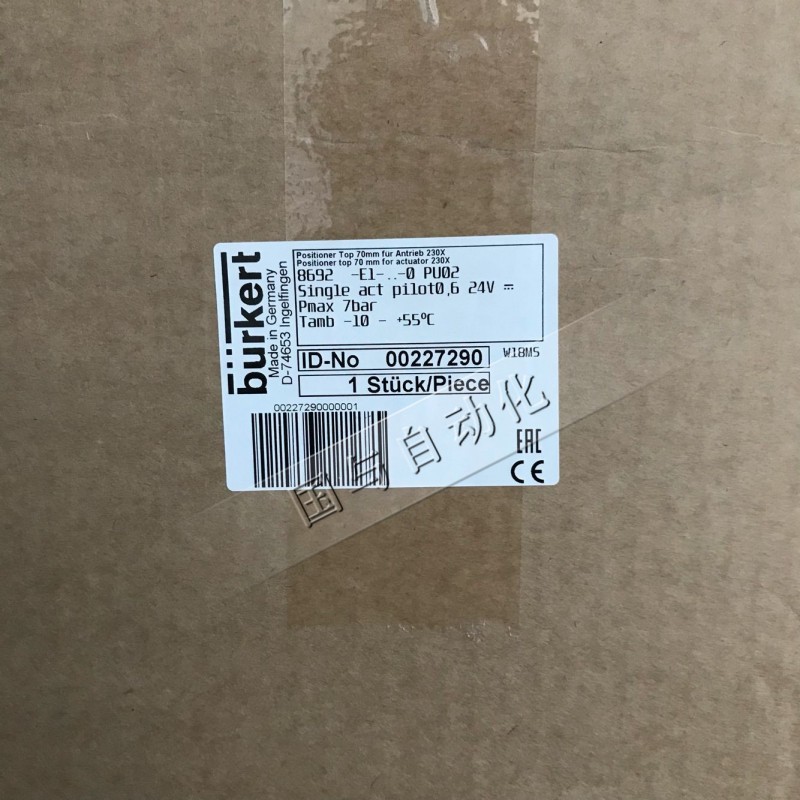 bürkert
Made in Germany
D-74653 Ingelfingen
Positioner Top 70mm für Antrieb 230X
Positioner top 70 mm for actuator 230X
8692 -E1-..-0 PU02
Single act pilot0,6 24V ⎓
Pmax 7bar
Tamb -10 - +55°C
ID-No 00227290
W18MS
1 Stück/Piece
00227290000001
EAC
CE
国与自动化